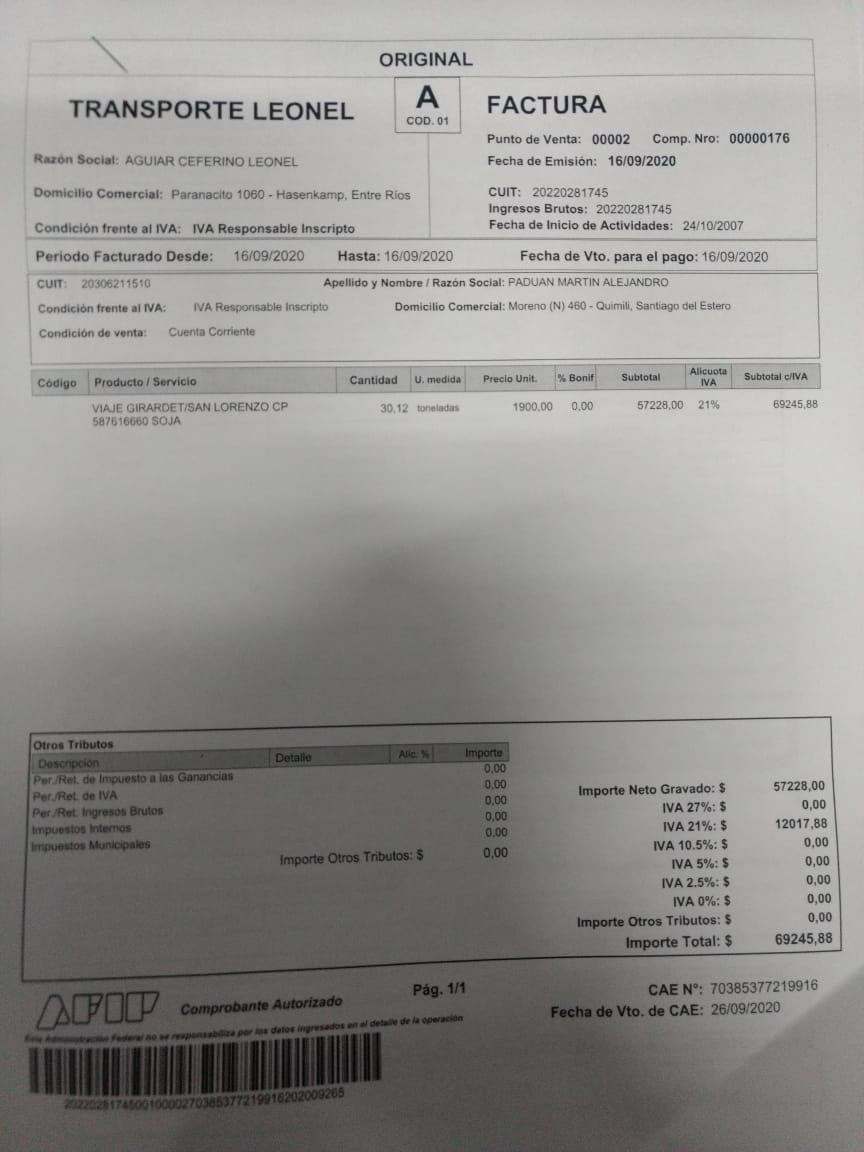 ORIGINAL
TRANSPORTE LEONEL
A
COD. 01
FACTURA
Punto de Venta: 00002 Comp. Nro: 00000176
Razón Social: AGUIAR CEFERINO LEONEL
Fecha de Emisión: 16/09/2020
Domicilio Comercial: Paranacito 1060 - Hasenkamp, Entre Ríos
CUIT: 20220281745
Ingresos Brutos: 20220281745
Condición frente al IVA: IVA Responsable Inscripto
Fecha de Inicio de Actividades: 24/10/2007
Periodo Facturado Desde: 16/09/2020 Hasta: 16/09/2020 Fecha de Vto. para el pago: 16/09/2020
CUIT: 20306211510 Apellido y Nombre / Razón Social: PADUAN MARTIN ALEJANDRO
Condición frente al IVA: IVA Responsable Inscripto Domicilio Comercial: Moreno (N) 460 - Quimili, Santiago del Estero
Condición de venta: Cuenta Corriente
Código Producto / Servicio Cantidad U. medida Precio Unit. % Bonif Subtotal Alicuota IVA Subtotal c/IVA
VIAJE GIRARDET/SAN LORENZO CP 30,12 toneladas 1900,00 0,00 57228,00 21% 69245,88
587616660 SOJA
Otros Tributos
Descripción Detalle Alic. % Importe
Per./Ret. de Impuesto a las Ganancias 0,00
Per./Ret. de IVA 0,00
Per./Ret. Ingresos Brutos 0,00
Impuestos Internos 0,00
Impuestos Municipales 0,00
Importe Otros Tributos: $ 0,00
Importe Neto Gravado: $ 57228,00
IVA 27%: $ 0,00
IVA 21%: $ 12017,88
IVA 10.5%: $ 0,00
IVA 5%: $ 0,00
IVA 2.5%: $ 0,00
IVA 0%: $ 0,00
Importe Otros Tributos: $ 0,00
Importe Total: $ 69245,88
AFIP
Comprobante Autorizado
Pág. 1/1
CAE N°: 70385377219916
Fecha de Vto. de CAE: 26/09/2020
Esta Administración Federal no se responsabiliza por los datos ingresados en el detalle de la operación
2022028174500100002703853772199162020​09265